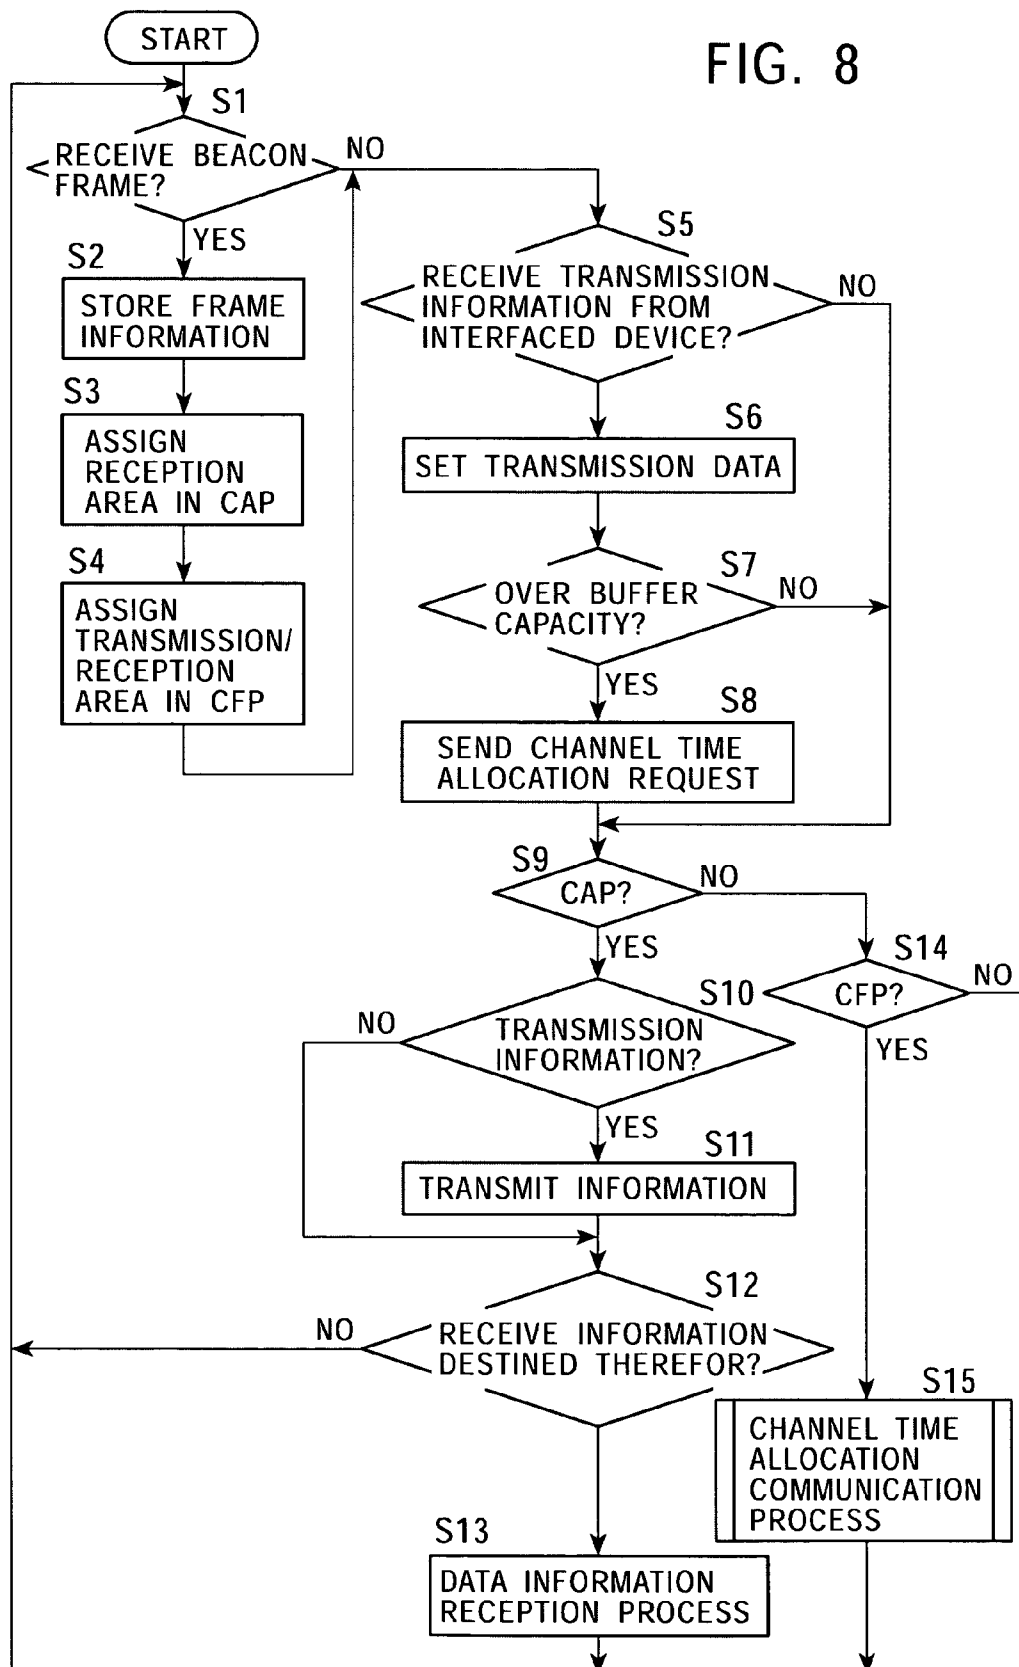 START
FIG. 8
S1
RECEIVE BEACON
FRAME?
NO
YES
S2
STORE FRAME
INFORMATION
S3
ASSIGN
RECEPTION
AREA IN CAP
S4
ASSIGN
TRANSMISSION/
RECEPTION
AREA IN CFP
S5
RECEIVE TRANSMISSION
INFORMATION FROM
INTERFACED DEVICE?
NO
S6
SET TRANSMISSION DATA
S7
OVER BUFFER
CAPACITY?
NO
YES
S8
SEND CHANNEL TIME
ALLOCATION REQUEST
S9
CAP?
NO
YES
S10
TRANSMISSION
INFORMATION?
NO
YES
S11
TRANSMIT INFORMATION
S12
RECEIVE INFORMATION
DESTINED THEREFOR?
NO
S13
DATA INFORMATION
RECEPTION PROCESS
S14
CFP?
NO
YES
S15
CHANNEL TIME
ALLOCATION
COMMUNICATION
PROCESS